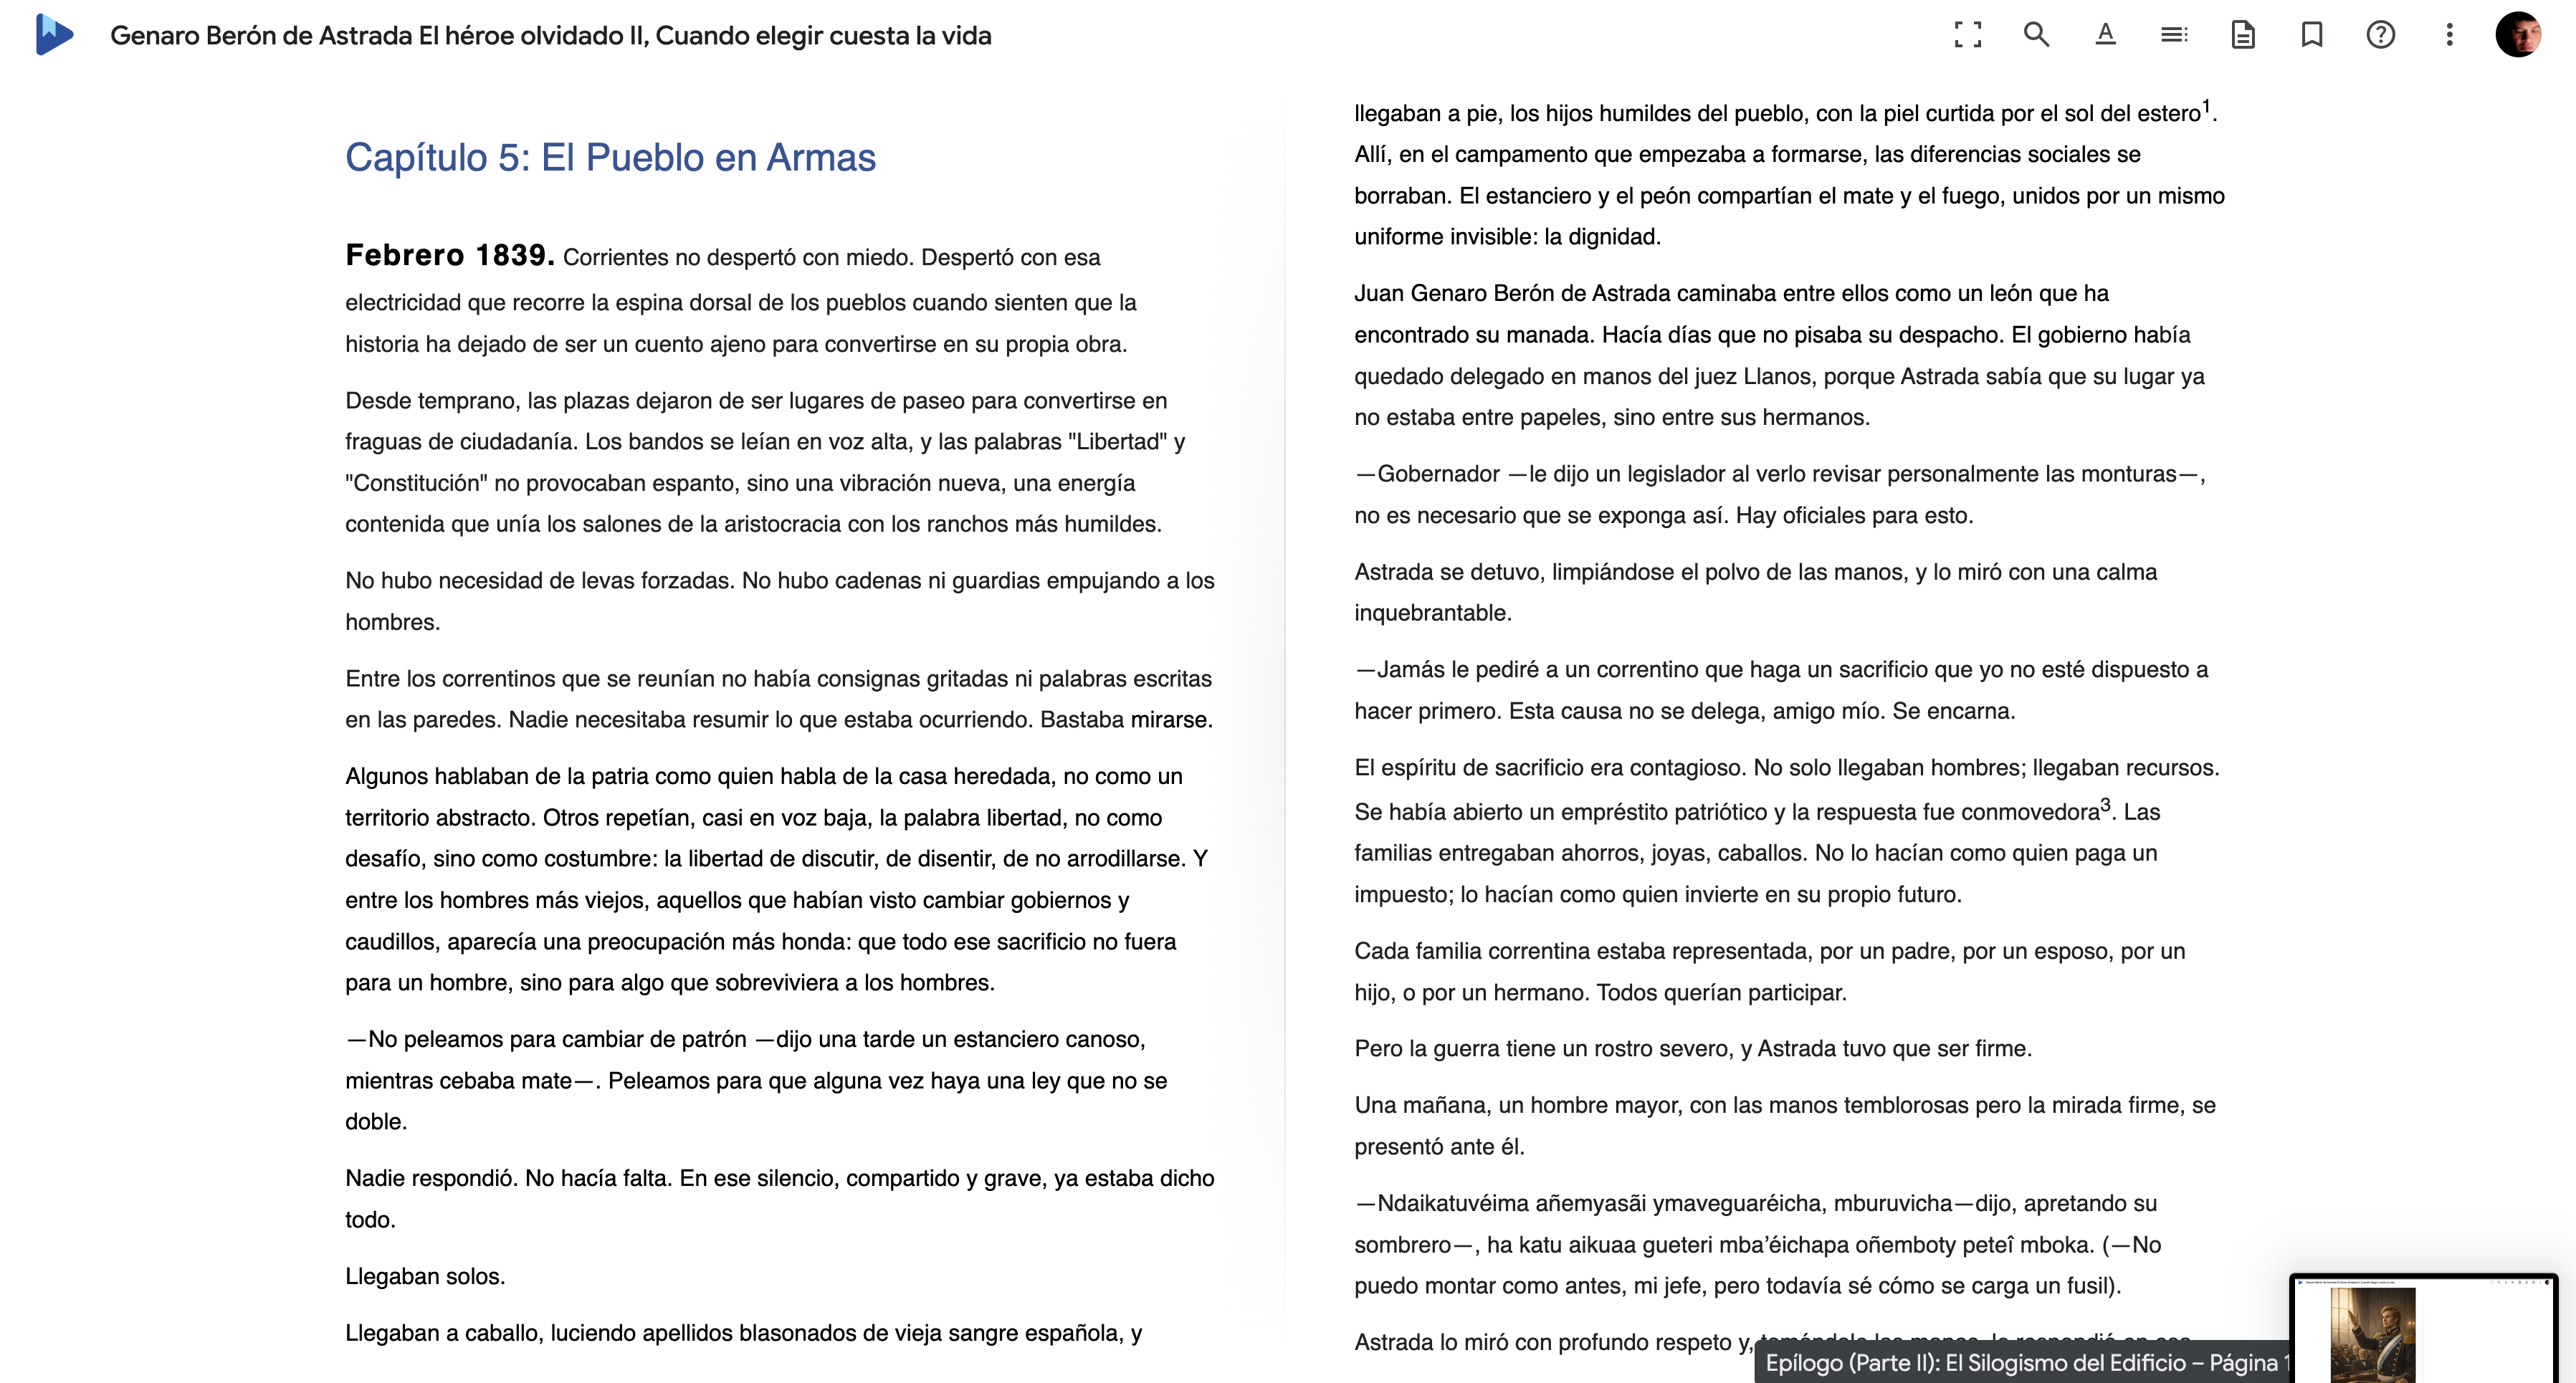 Genaro Berón de Astrada El héroe olvidado II, Cuando elegir cuesta la vida
Capítulo 5: El Pueblo en Armas
Febrero 1839. Corrientes no despertó con miedo. Despertó con esa
electricidad que recorre la espina dorsal de los pueblos cuando sienten que la
historia ha dejado de ser un cuento ajeno para convertirse en su propia obra.
Desde temprano, las plazas dejaron de ser lugares de paseo para convertirse en
fraguas de ciudadanía. Los bandos se leían en voz alta, y las palabras "Libertad" y
"Constitución" no provocaban espanto, sino una vibración nueva, una energía
contenida que unía los salones de la aristocracia con los ranchos más humildes.
No hubo necesidad de levas forzadas. No hubo cadenas ni guardias empujando a los
hombres.
Entre los correntinos que se reunían no había consignas gritadas ni palabras escritas
en las paredes. Nadie necesitaba resumir lo que estaba ocurriendo. Bastaba mirarse.
Algunos hablaban de la patria como quien habla de la casa heredada, no como un
territorio abstracto. Otros repetían, casi en voz baja, la palabra libertad, no como
desafío, sino como costumbre: la libertad de discutir, de disentir, de no arrodillarse. Y
entre los hombres más viejos, aquellos que habían visto cambiar gobiernos y
caudillos, aparecía una preocupación más honda: que todo ese sacrificio no fuera
para un hombre, sino para algo que sobreviviera a los hombres.
—No peleamos para cambiar de patrón —dijo una tarde un estanciero canoso,
mientras cebaba mate—. Peleamos para que alguna vez haya una ley que no se
doble.
Nadie respondió. No hacía falta. En ese silencio, compartido y grave, ya estaba dicho
todo.
Llegaban solos.
Llegaban a caballo, luciendo apellidos blasonados de vieja sangre española, y
llegaban a pie, los hijos humildes del pueblo, con la piel curtida por el sol del estero¹.
Allí, en el campamento que empezaba a formarse, las diferencias sociales se
borraban. El estanciero y el peón compartían el mate y el fuego, unidos por un mismo
uniforme invisible: la dignidad.
Juan Genaro Berón de Astrada caminaba entre ellos como un león que ha
encontrado su manada. Hacía días que no pisaba su despacho. El gobierno había
quedado delegado en manos del juez Llanos, porque Astrada sabía que su lugar ya
no estaba entre papeles, sino entre sus hermanos.
—Gobernador —le dijo un legislador al verlo revisar personalmente las monturas—,
no es necesario que se exponga así. Hay oficiales para esto.
Astrada se detuvo, limpiándose el polvo de las manos, y lo miró con una calma
inquebrantable.
—Jamás le pediré a un correntino que haga un sacrificio que yo no esté dispuesto a
hacer primero. Esta causa no se delega, amigo mío. Se encarna.
El espíritu de sacrificio era contagioso. No solo llegaban hombres; llegaban recursos.
Se había abierto un empréstito patriótico y la respuesta fue conmovedora³. Las
familias entregaban ahorros, joyas, caballos. No lo hacían como quien paga un
impuesto; lo hacían como quien invierte en su propio futuro.
Cada familia correntina estaba representada, por un padre, por un esposo, por un
hijo, o por un hermano. Todos querían participar.
Pero la guerra tiene un rostro severo, y Astrada tuvo que ser firme.
Una mañana, un hombre mayor, con las manos temblorosas pero la mirada firme, se
presentó ante él.
—Ndaikatuvéima añemyasãi ymaveguaréicha, mburuvicha—dijo, apretando su
sombrero—, ha katu aikuaa gueteri mba’éichapa oñemboty peteî mboka. (—No
puedo montar como antes, mi jefe, pero todavía sé cómo se carga un fusil).
Astrada lo miró con profundo respeto y,
Epílogo (Parte II): El Silogismo del Edificio – Página 1